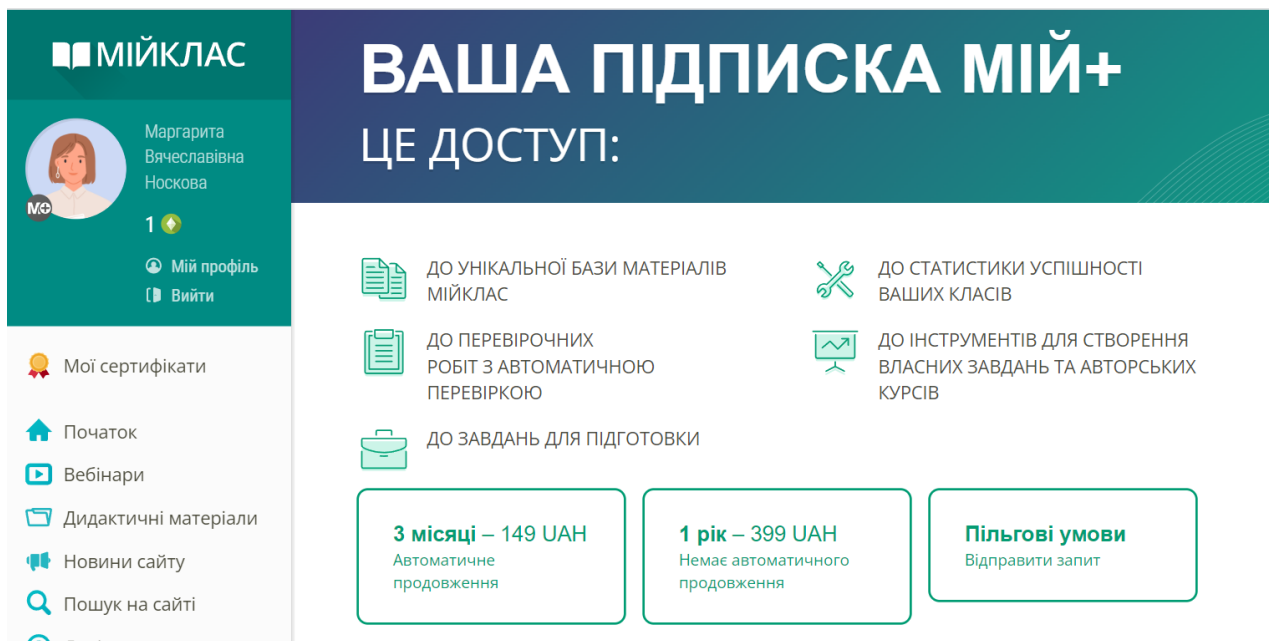 МІЙКЛАС
Маргарита
Вячеславівна
Носкова
М+
1
Мій профіль
Вийти
Мої сертифікати
Початок
Вебінари
Дидактичні матеріали
Новини сайту
Пошук на сайті
ВАША ПІДПИСКА МІЙ+
ЦЕ ДОСТУП:
ДО УНІКАЛЬНОЇ БАЗИ МАТЕРІАЛІВ
МІЙКЛАС
ДО СТАТИСТИКИ УСПІШНОСТІ
ВАШИХ КЛАСІВ
ДО ПЕРЕВІРОЧНИХ
РОБІТ З АВТОМАТИЧНОЮ
ПЕРЕВІРКОЮ
ДО ІНСТРУМЕНТІВ ДЛЯ СТВОРЕННЯ
ВЛАСНИХ ЗАВДАНЬ ТА АВТОРСЬКИХ
КУРСІВ
ДО ЗАВДАНЬ ДЛЯ ПІДГОТОВКИ
3 місяці – 149 UAH
Автоматичне
продовження
1 рік – 399 UAH
Немає автоматичного
продовження
Пільгові умови
Відправити запит